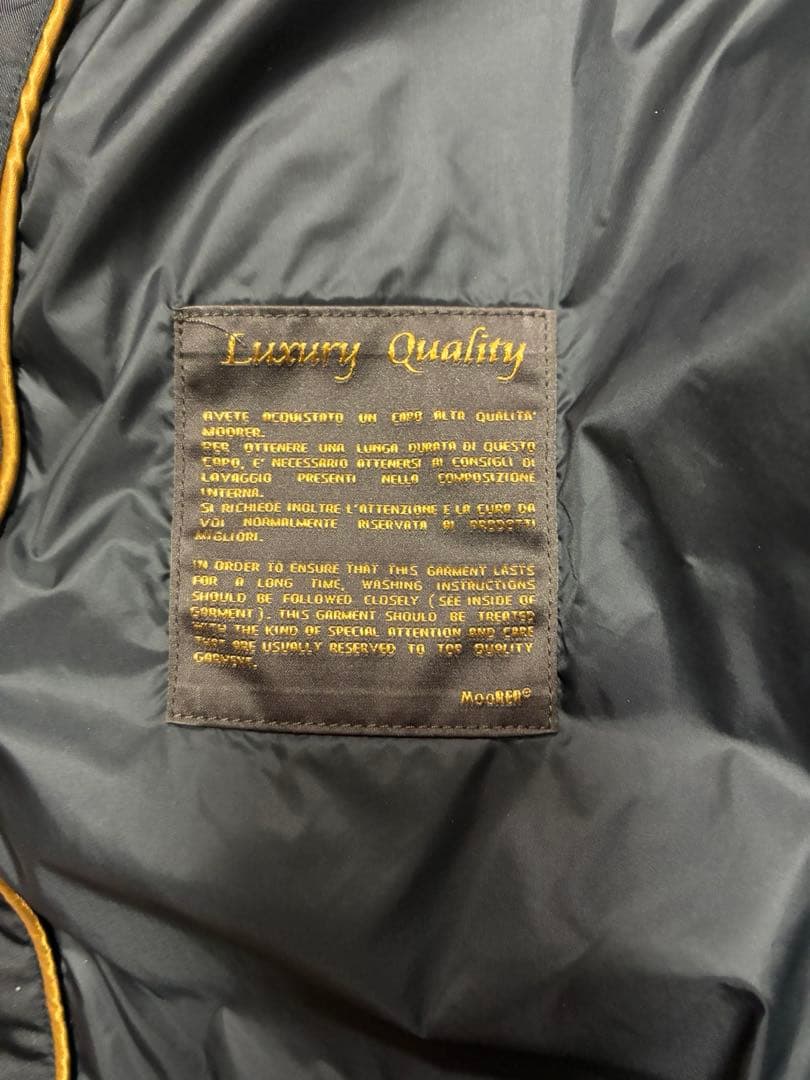 Luxury Quality
AVETE ACQUISTATO UN CAPO ALTA QUALITA'
MOORER.
PER OTTENERE UNA LUNGA DURATA DI QUESTO
CAPO, E' NECESSARIO ATTENERSI AI CONSIGLI DI
LAVAGGIO PRESENTI NELLA COMPOSIZIONE
INTERNA.
SI RICHIEDE INOLTRE L'ATTENZIONE E LA CURA DA
VOI NORMALMENTE RISERVATA AI PRODOTTI
MIGLIORI.
IN ORDER TO ENSURE THAT THIS GARMENT LASTS
FOR A LONG TIME, WASHING INSTRUCTIONS
SHOULD BE FOLLOWED CLOSELY (SEE INSIDE OF
GARMENT). THIS GARMENT SHOULD BE TREATED
WITH THE KIND OF SPECIAL ATTENTION AND CARE
THAT ARE USUALLY RESERVED TO TOP QUALITY
MOORER®